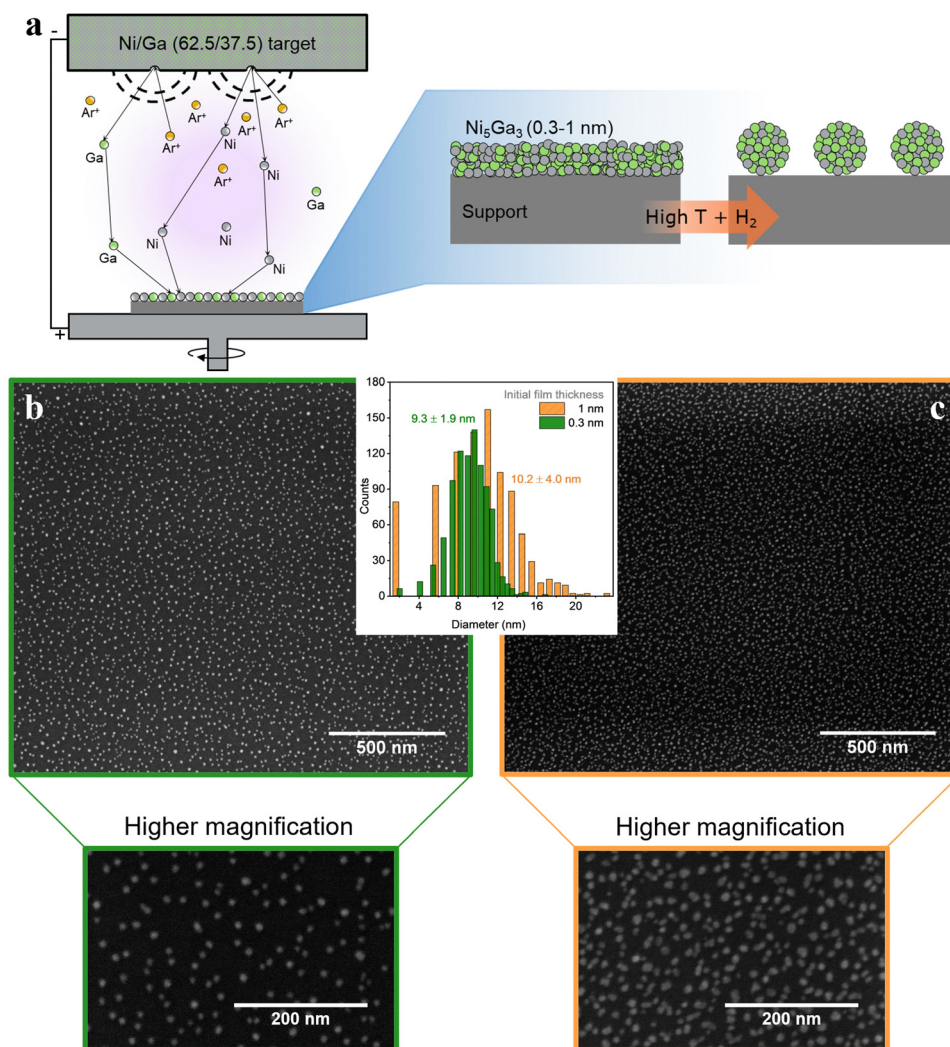 a
-
Ni/Ga (62.5/37.5) target
Ar⁺
Ar⁺
Ar⁺
Ar⁺
Ar⁺
Ar⁺
Ga
Ni
Ni
Ga
Ni
Ni
Ga
Ni
+
Ni₅Ga₃ (0.3-1 nm)
Support
High T + H₂
b
500 nm
180
150
120
90
60
30
0
Counts
4
8
12
16
20
Diameter (nm)
Initial film thickness
1 nm
0.3 nm
9.3 ± 1.9 nm
10.2 ± 4.0 nm
c
500 nm
Higher magnification
200 nm
Higher magnification
200 nm